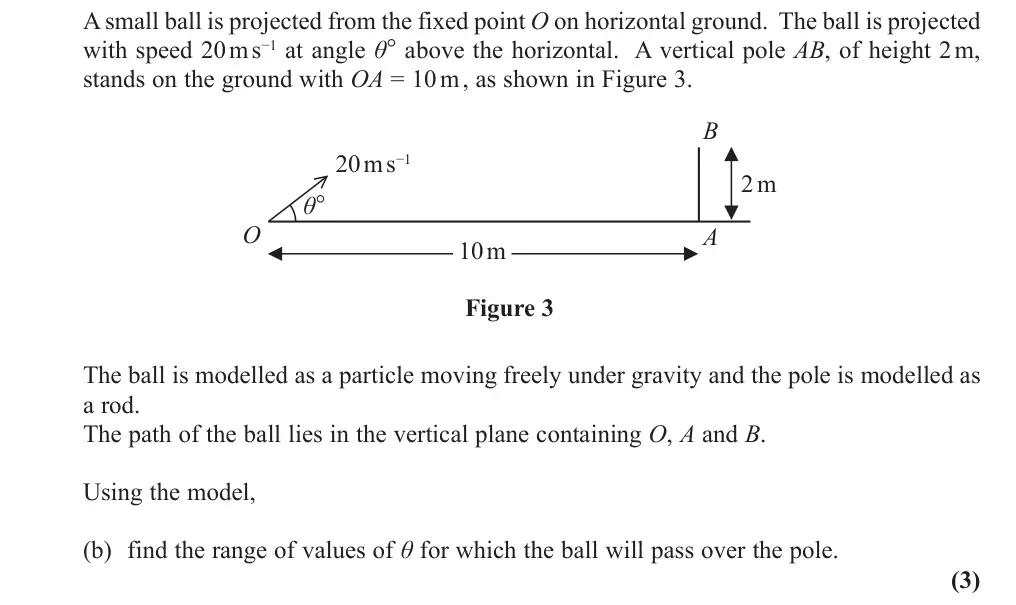 A small ball is projected from the fixed point O on horizontal ground. The ball is projected
with speed 20 m s⁻¹ at angle θ° above the horizontal. A vertical pole AB, of height 2 m,
stands on the ground with OA = 10 m, as shown in Figure 3.
B
20 m s⁻¹
2 m
θ°
O
A
10 m
Figure 3
The ball is modelled as a particle moving freely under gravity and the pole is modelled as
a rod.
The path of the ball lies in the vertical plane containing O, A and B.
Using the model,
(b) find the range of values of θ for which the ball will pass over the pole.
(3)